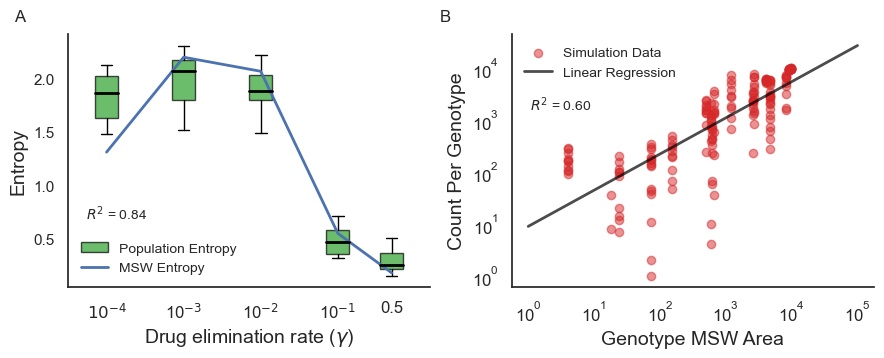 A
Entropy
2.0
1.5
1.0
0.5
R² = 0.84
Population Entropy
MSW Entropy
10⁻⁴ 10⁻³ 10⁻² 10⁻¹ 0.5
Drug elimination rate (γ)
B
Count Per Genotype
10⁴
10³
10²
10¹
10⁰
Simulation Data
Linear Regression
R² = 0.60
10⁰ 10¹ 10² 10³ 10⁴ 10⁵
Genotype MSW Area